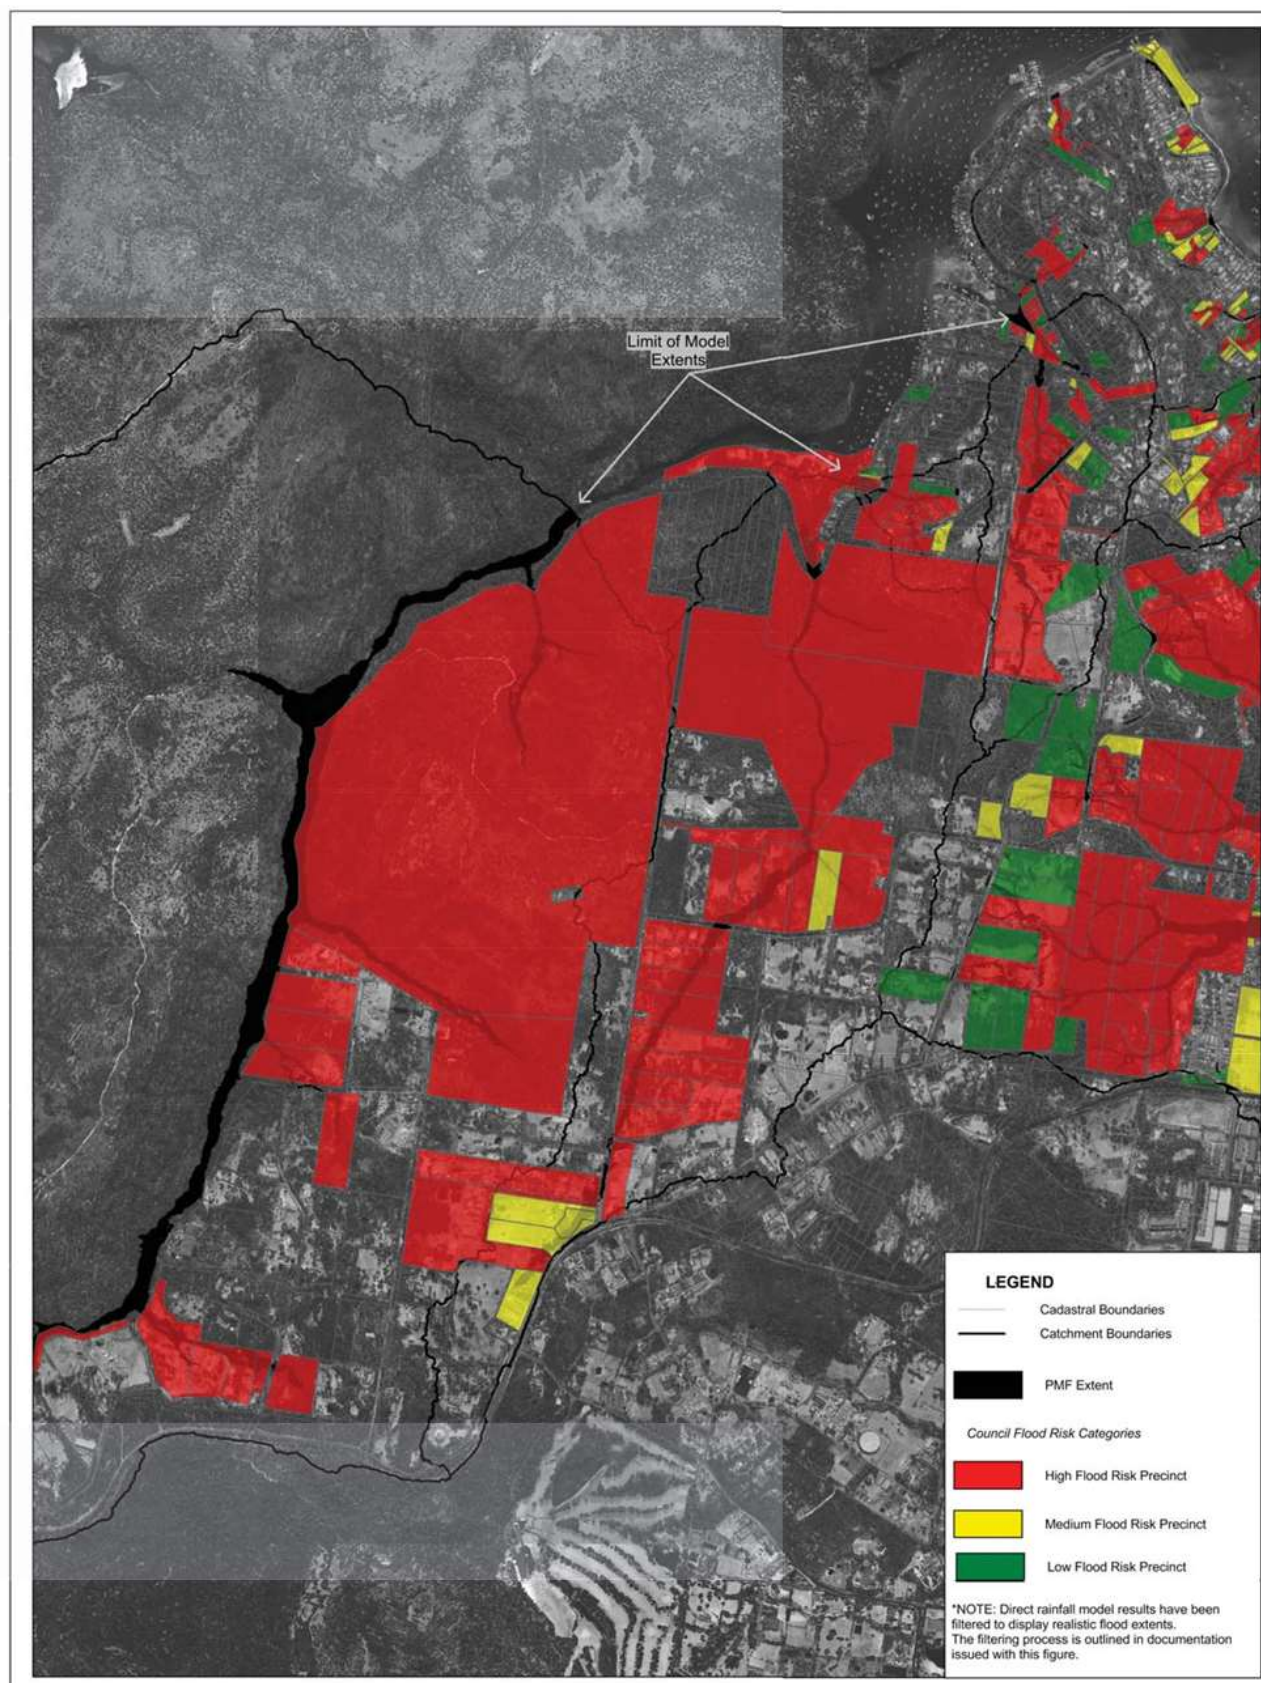 Limit of Model
Extents
LEGEND
Cadastral Boundaries
Catchment Boundaries
PMF Extent
Council Flood Risk Categories
High Flood Risk Precinct
Medium Flood Risk Precinct
Low Flood Risk Precinct
*NOTE: Direct rainfall model results have been
filtered to display realistic flood extents.
The filtering process is outlined in documentation
issued with this figure.